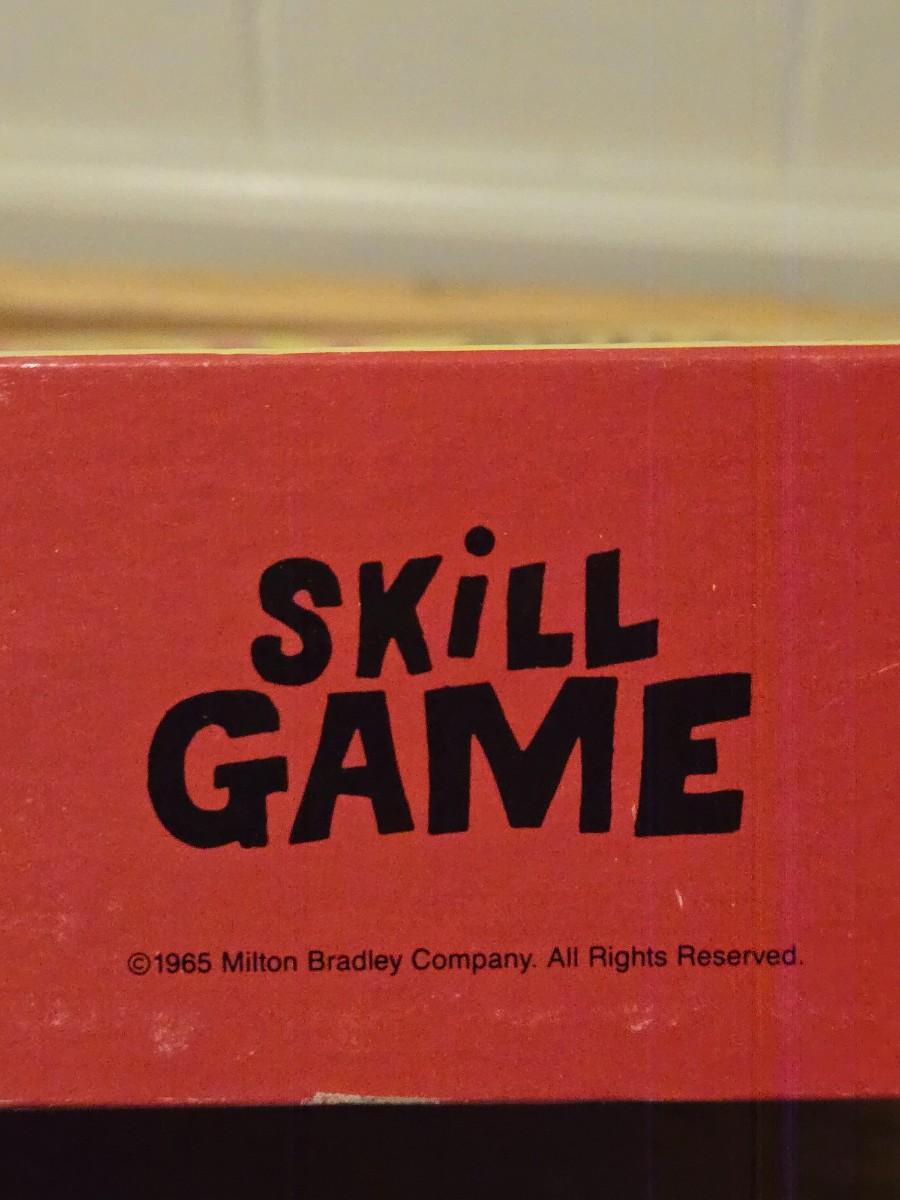 SKiLL
GAME
©1965 Milton Bradley Company. All Rights Reserved.